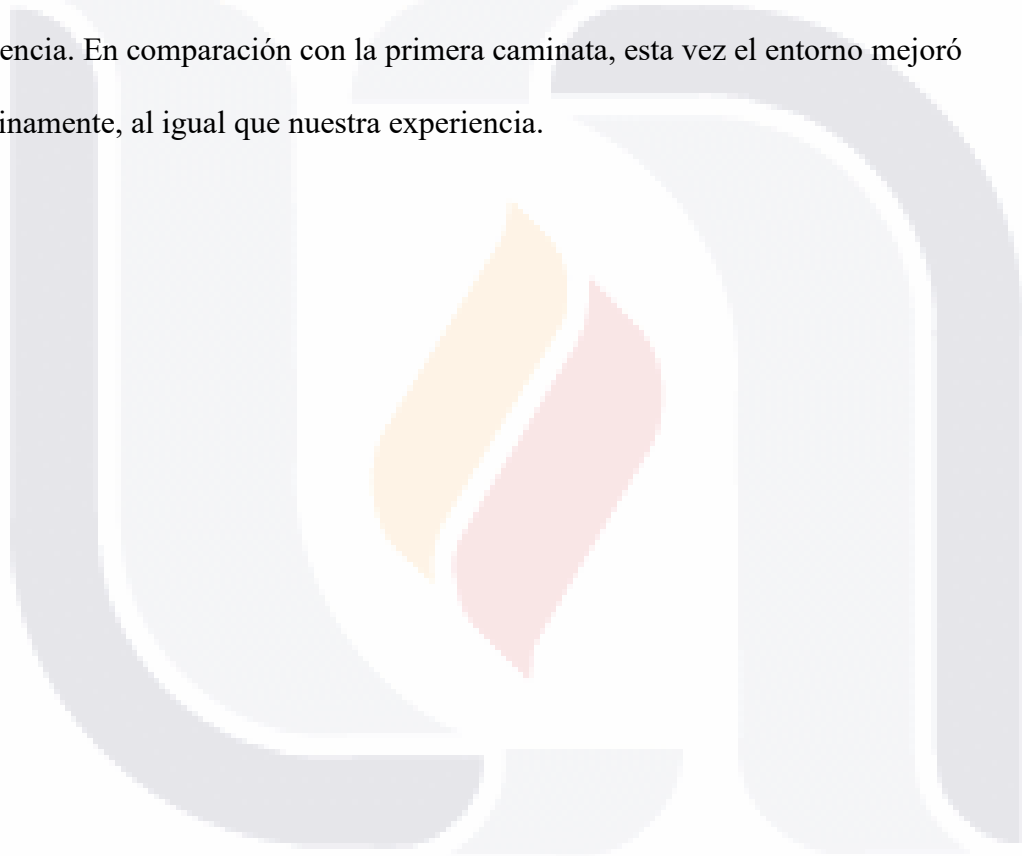 encia. En comparación con la primera caminata, esta vez el entorno mejoró
inamente, al igual que nuestra experiencia.